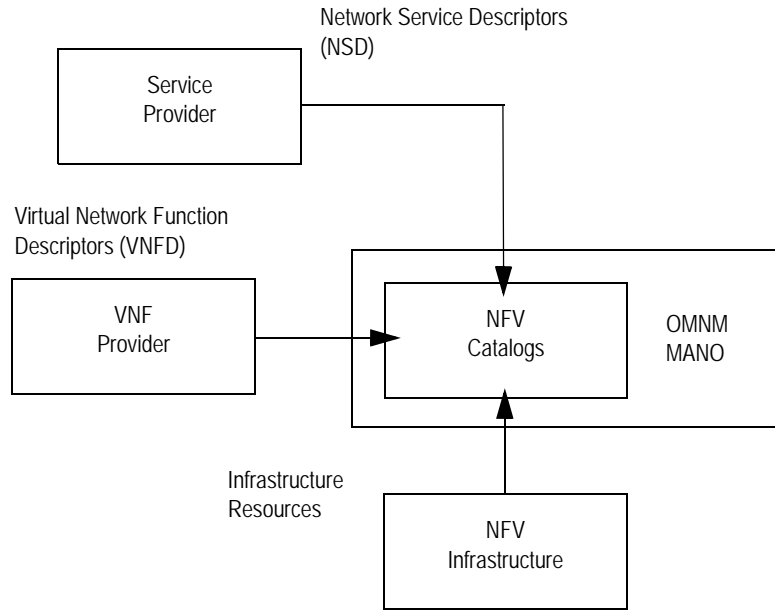 Network Service Descriptors
(NSD)
Service
Provider
Virtual Network Function
Descriptors (VNFD)
VNF
Provider
NFV
Catalogs
OMNM
MANO
Infrastructure
Resources
NFV
Infrastructure